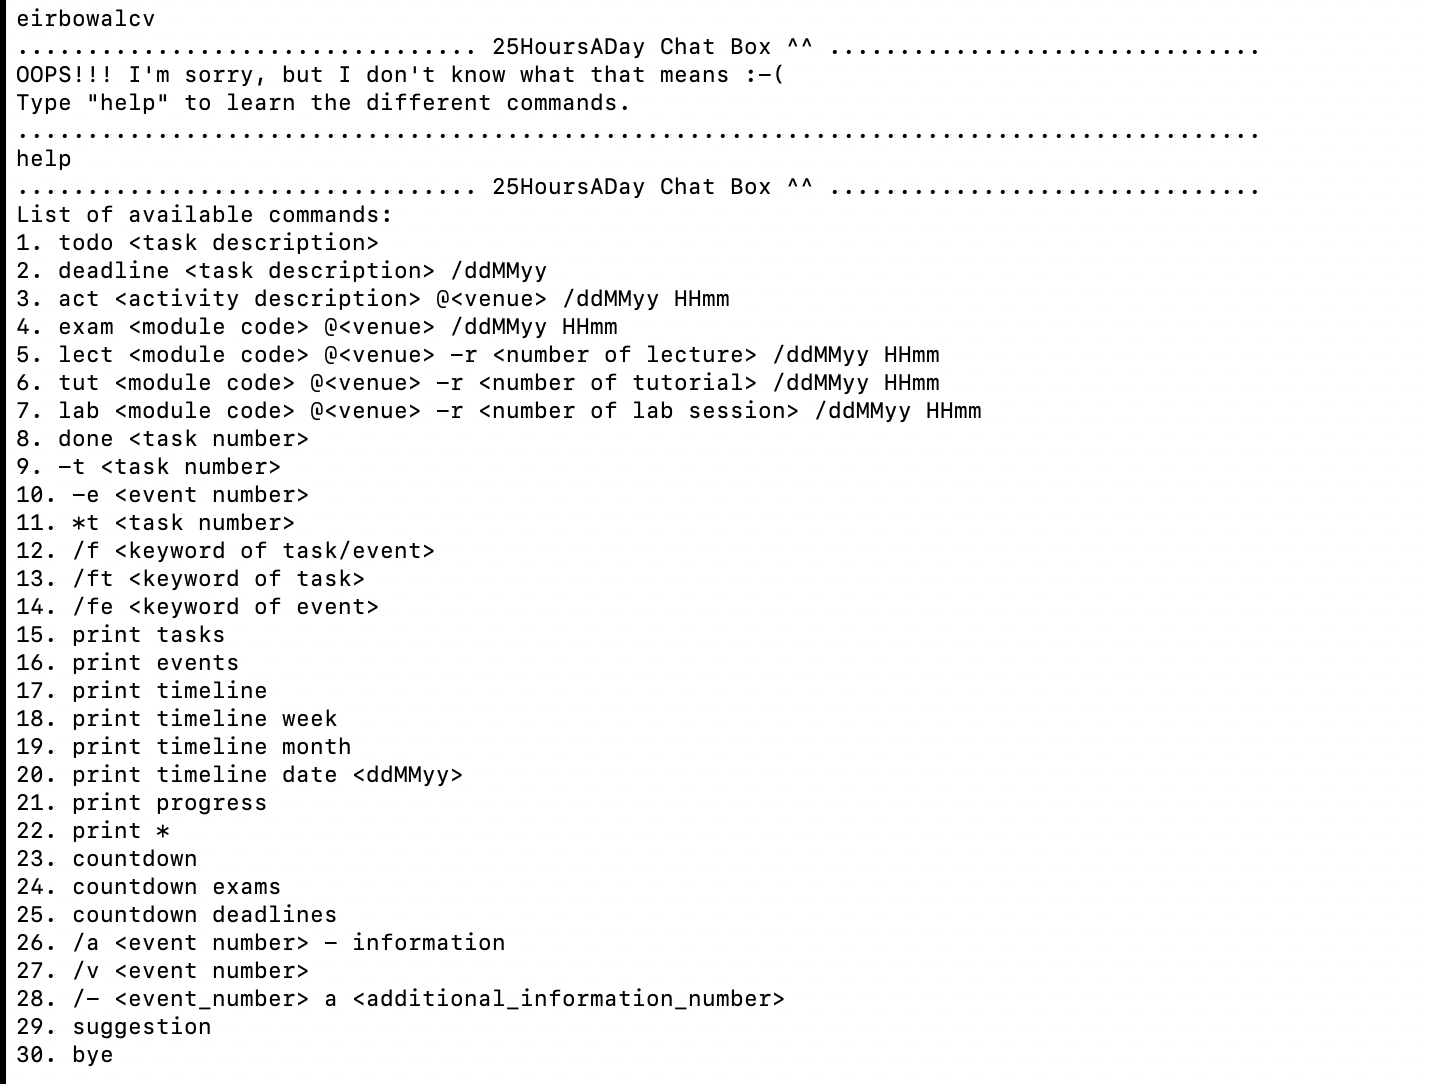 eirbowalcv
................................. 25HoursADay Chat Box ^^ ...............................
OOPS!!! I'm sorry, but I don't know what that means :-(
Type "help" to learn the different commands.
.........................................................................................
help
................................. 25HoursADay Chat Box ^^ ...............................
List of available commands:
1. todo <task description>
2. deadline <task description> /ddMMyy
3. act <activity description> @<venue> /ddMMyy HHmm
4. exam <module code> @<venue> /ddMMyy HHmm
5. lect <module code> @<venue> -r <number of lecture> /ddMMyy HHmm
6. tut <module code> @<venue> -r <number of tutorial> /ddMMyy HHmm
7. lab <module code> @<venue> -r <number of lab session> /ddMMyy HHmm
8. done <task number>
9. -t <task number>
10. -e <event number>
11. *t <task number>
12. /f <keyword of task/event>
13. /ft <keyword of task>
14. /fe <keyword of event>
15. print tasks
16. print events
17. print timeline
18. print timeline week
19. print timeline month
20. print timeline date <ddMMyy>
21. print progress
22. print *
23. countdown
24. countdown exams
25. countdown deadlines
26. /a <event number> - information
27. /v <event number>
28. /- <event_number> a <additional_information_number>
29. suggestion
30. bye